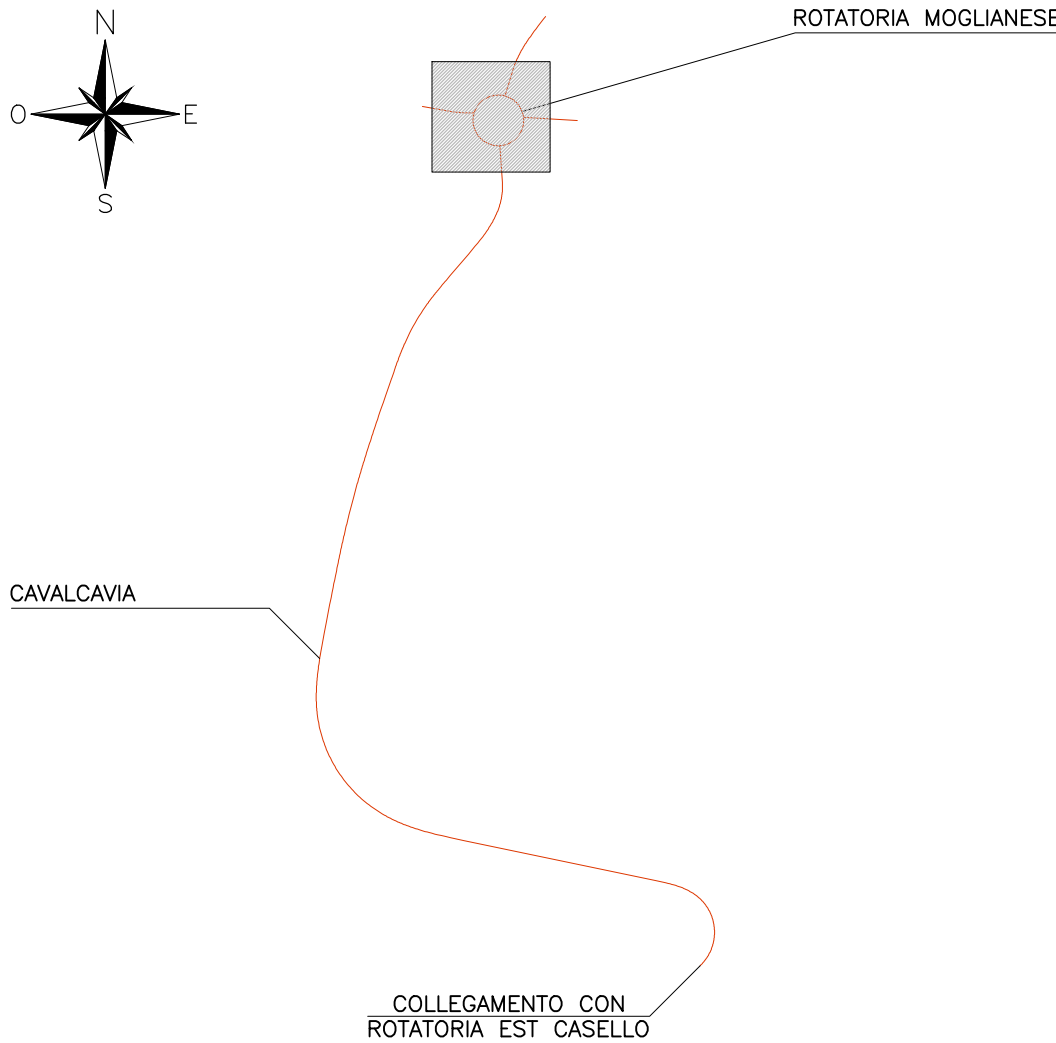 N
ROTATORIA MOGLIANESE
O
E
S
CAVALCAVIA
COLLEGAMENTO CON
ROTATORIA EST CASELLO